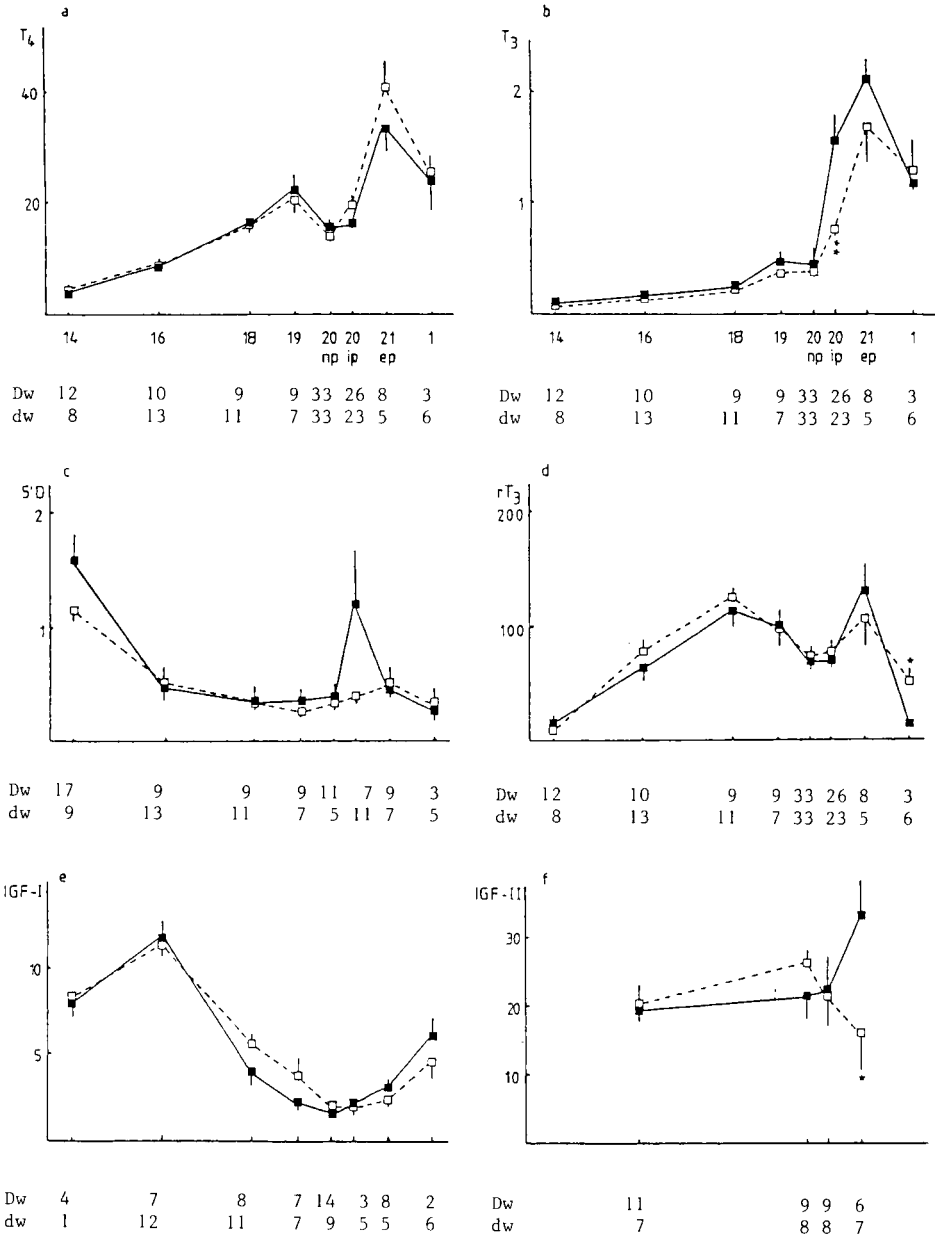 a
T4
40
20
14 16 18 19 20 20 21 1
np ip ep
Dw 12 10 9 9 33 26 8 3
dw 8 13 11 7 33 23 5 6
b
T3
2
1
14 16 18 19 20 20 21 1
np ip ep
Dw 12 10 9 9 33 26 8 3
dw 8 13 11 7 33 23 5 6
*
*
c
5'D
2
1
Dw 17 9 9 9 11 7 9 3
dw 9 13 11 7 5 11 7 5
d
rT3
200
100
*
Dw 12 10 9 9 33 26 8 3
dw 8 13 11 7 33 23 5 6
e
IGF-I
10
5
Dw 4 7 8 7 14 3 8 2
dw 1 12 11 7 9 5 5 6
f
IGF-II
30
20
10
*
Dw 11 9 9 6
dw 7 8 8 7